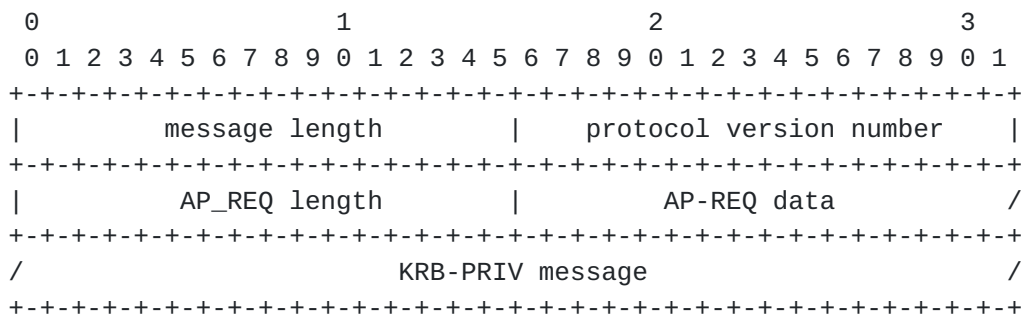 0                   1                   2                   3
 0 1 2 3 4 5 6 7 8 9 0 1 2 3 4 5 6 7 8 9 0 1 2 3 4 5 6 7 8 9 0 1
+-+-+-+-+-+-+-+-+-+-+-+-+-+-+-+-+-+-+-+-+-+-+-+-+-+-+-+-+-+-+-+-+
|         message length        |    protocol version number    |
+-+-+-+-+-+-+-+-+-+-+-+-+-+-+-+-+-+-+-+-+-+-+-+-+-+-+-+-+-+-+-+-+
|          AP_REQ length        |         AP-REQ data           /
+-+-+-+-+-+-+-+-+-+-+-+-+-+-+-+-+-+-+-+-+-+-+-+-+-+-+-+-+-+-+-+-+
/                        KRB-PRIV message                       /
+-+-+-+-+-+-+-+-+-+-+-+-+-+-+-+-+-+-+-+-+-+-+-+-+-+-+-+-+-+-+-+-+